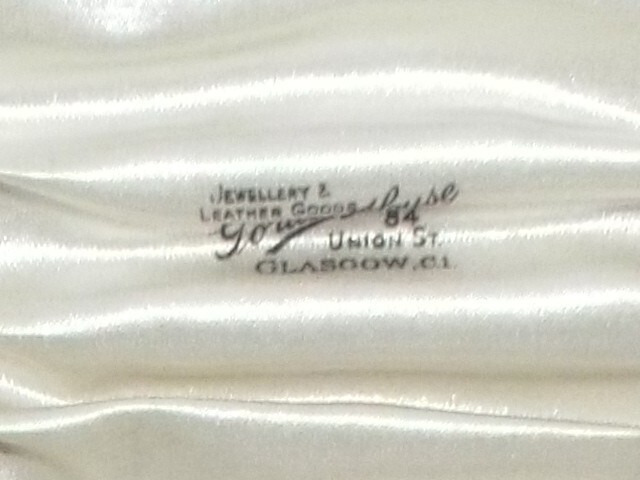 JEWELLERY &
LEATHER GOODS
84
UNION ST.
GLASGOW, C.1.